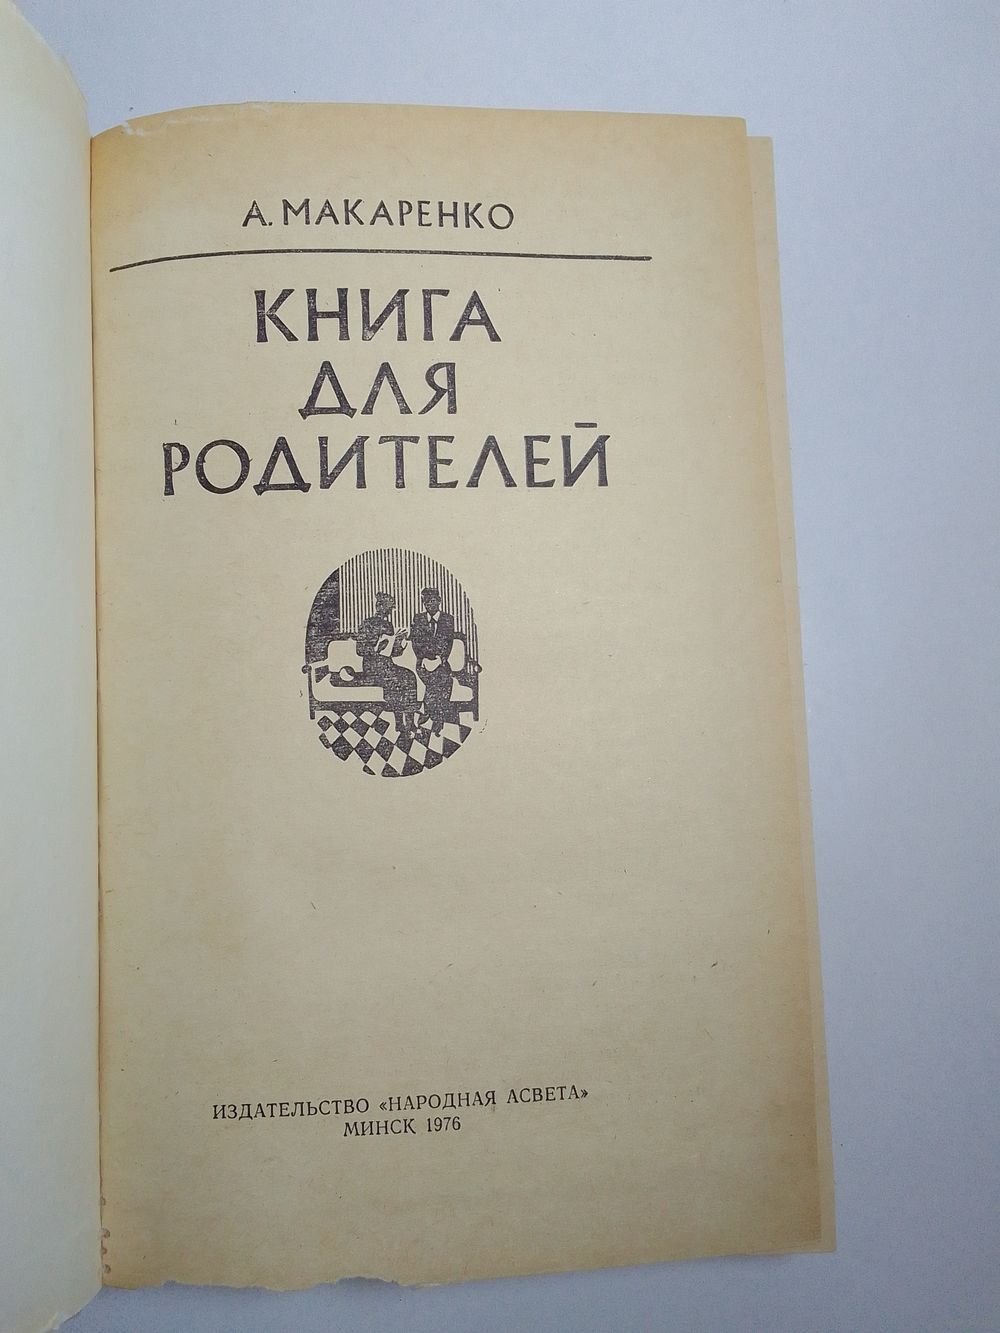 А. МАКАРЕНКО
КНИГА
ДЛЯ
РОДИТЕЛЕЙ
ИЗДАТЕЛЬСТВО «НАРОДНАЯ АСВЕТА»
МИНСК 1976